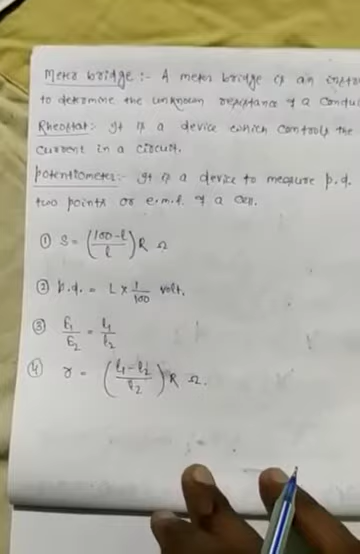 Meter bridge :- A meter bridge is an
to determine the unknown resistance of a
Rheostat:- It is a device which controls the
current in a circuit.
Potentiometer:- It is a device to measure p.d.
two points or e.m.f. of a cell.
① S = (100-l/l) R Ω
② p.d. = L × 1/100 volt.
③ E1/E2 = l1/l2
④ r = (l1-l2/l2) R Ω.